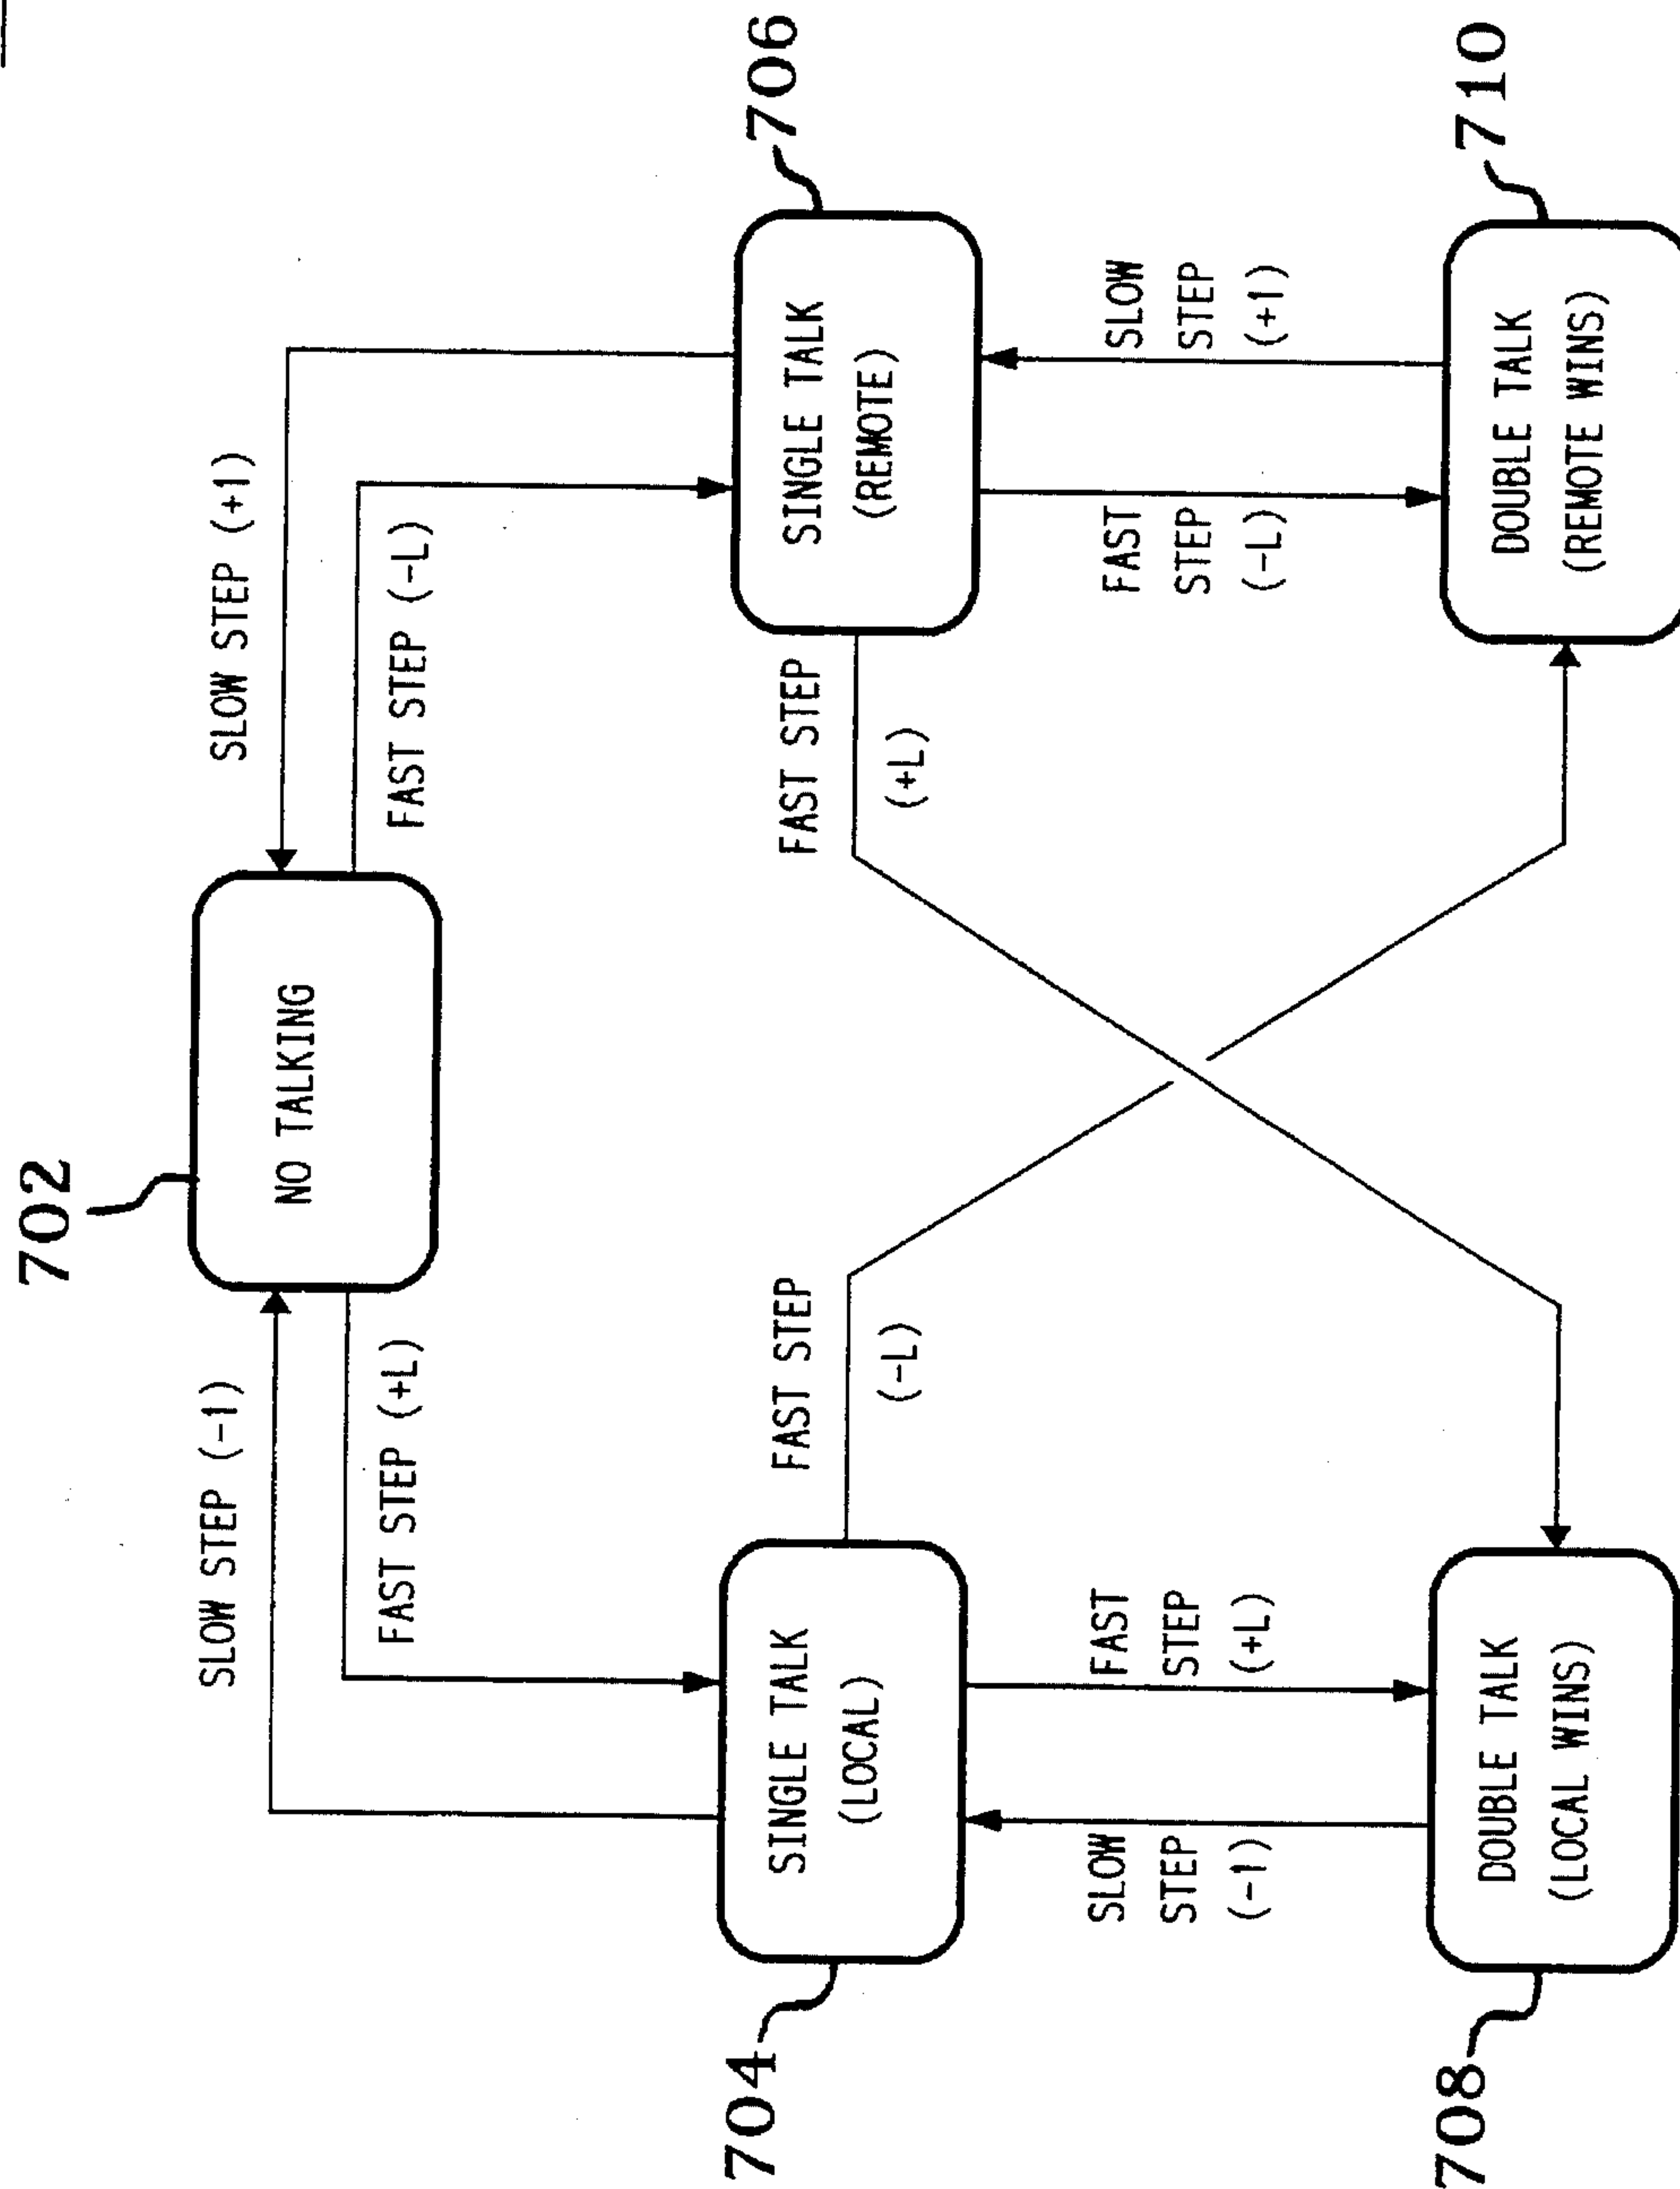 702
NO TALKING
SLOW STEP (-1)
FAST STEP (+L)
SLOW STEP (+1)
FAST STEP (-L)
704
SINGLE TALK
(LOCAL)
FAST STEP
(-L)
FAST STEP
(+L)
SINGLE TALK
(REMOTE)
706
SLOW
STEP
(-1)
FAST
STEP
(+L)
FAST
STEP
(-L)
SLOW
STEP
(+1)
708
DOUBLE TALK
(LOCAL WINS)
DOUBLE TALK
(REMOTE WINS)
710